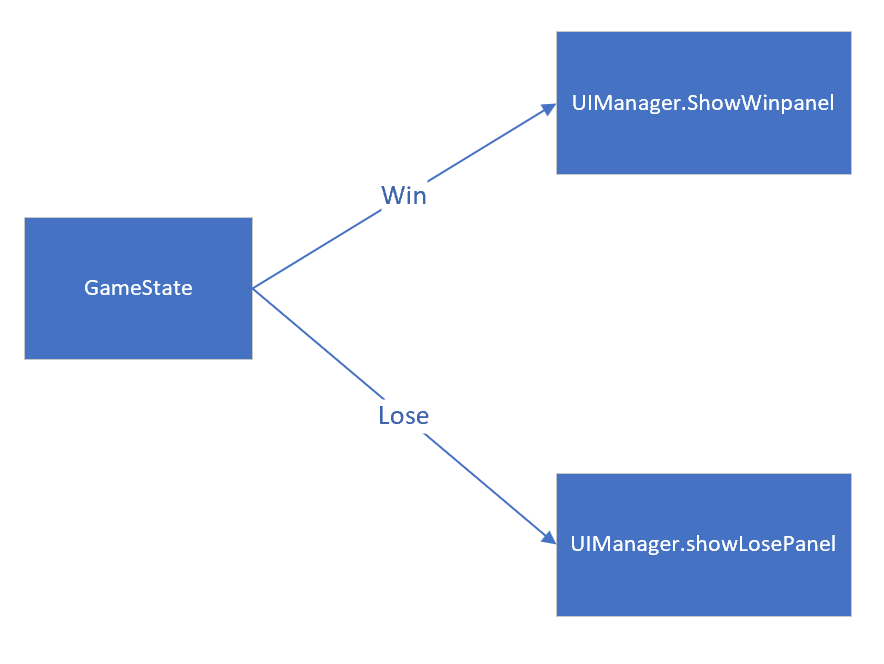 UIManager.ShowWinpanel
Win
GameState
Lose
UIManager.showLosePanel